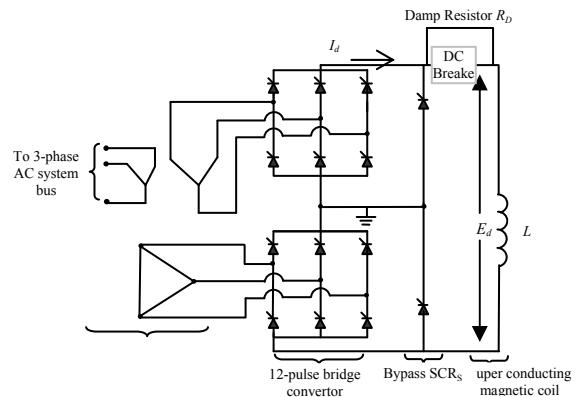 Damp Resistor R_D
I_d
DC
Breake
To 3-phase
AC system
bus
E_d
L
12-pulse bridge
convertor
Bypass SCR_S
uper conducting
magnetic coil